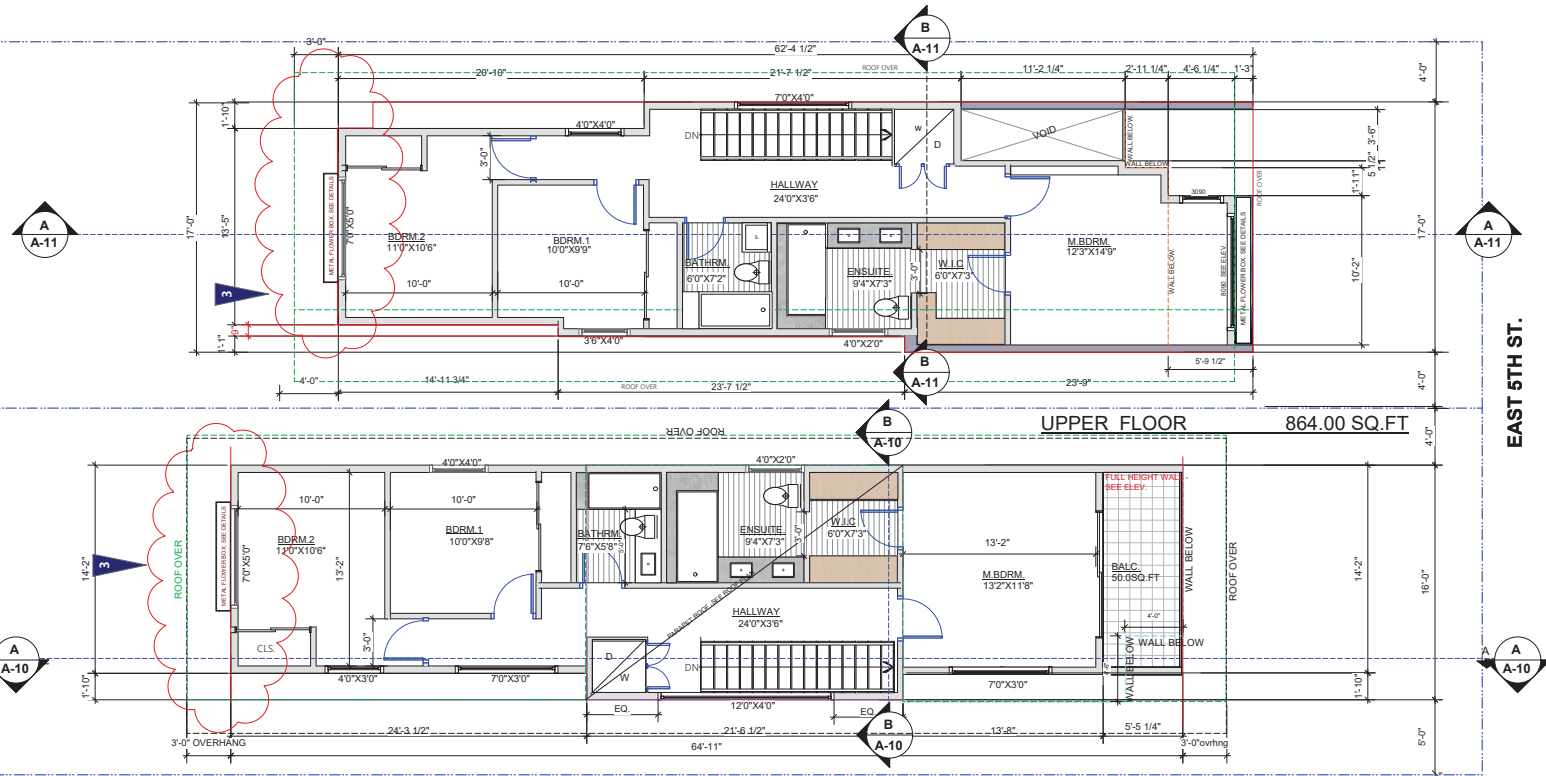 B
A-11
3'-0"
62'-4 1/2"
20'-10"
21'-7 1/2"
ROOF OVER
11'-2 1/4"
2'-11 1/4"
4'-6 1/4"
1'-3"
4'-0"
1'-10"
7'0"X4'0"
4'0"X4'0"
3'-0"
DN
W
D
VOID
WALL BELOW.
WALL BELOW
3'-6"
5 1/2"
1'-11"
3090
ROOF OVER
HALLWAY
24'0"X3'6"
A
A-11
17'-0"
13'-5"
METAL FLOWER BOX. SEE DETAILS
7'0"X5'0"
BDRM.2
11'0"X10'6"
BDRM.1
10'0"X9'9"
BATHRM.
6'0"X7'2"
S.
ENSUITE.
9'4"X7'3"
3'-0"
W.I.C
6'0"X7'3"
M.BDRM.
12'3"X14'9"
WALL BELOW.
8090 SEE ELEV.
METAL FLOWER BOX. SEE DETAILS
10'-2"
17'-0"
A
A-11
3
10'-0"
10'-0"
9"
1'-1"
3'6"X4'0"
4'0"X2'0"
5'-9 1/2"
4'-0"
14'-11 3/4"
ROOF OVER
23'-7 1/2"
B
A-11
23'-9"
4'-0"
EAST 5TH ST.
UPPER FLOOR 864.00 SQ.FT
ROOF OVER
B
A-10
4'-0"
4'0"X4'0"
4'0"X2'0"
FULL HEIGHT WALL -
SEE ELEV.
10'-0"
10'-0"
METAL FLOWER BOX. SEE DETAILS
7'0"X5'0"
BDRM.2
11'0"X10'6"
13'-2"
BDRM.1
10'0"X9'8"
BATHRM.
7'6"X5'8"
5'-0"
ENSUITE.
9'4"X7'3"
3'-0"
W.I.C
6'0"X7'3"
13'-2"
M.BDRM.
13'2"X11'8"
BALC.
50.0SQ.FT
WALL BELOW
ROOF OVER
14'-2"
16'-0"
3
14'-2"
ROOF OVER
PARAPET ROOF -SEE ROOF PLAN
HALLWAY
24'0"X3'6"
4'-0"
WALL BELOW
WALL BELOW
CLS.
3'-0"
D
W
DN
A
A-10
A
A
A-10
4'0"X3'0"
7'0"X3'0"
7'0"X3'0"
1'-10"
1'-10"
12'0"X4'0"
EQ.
EQ.
B
A-10
24'-3 1/2"
21'-6 1/2"
13'-8"
5'-5 1/4"
5'-0"
3'-0" OVERHANG
64'-11"
3'-0"ovrhng